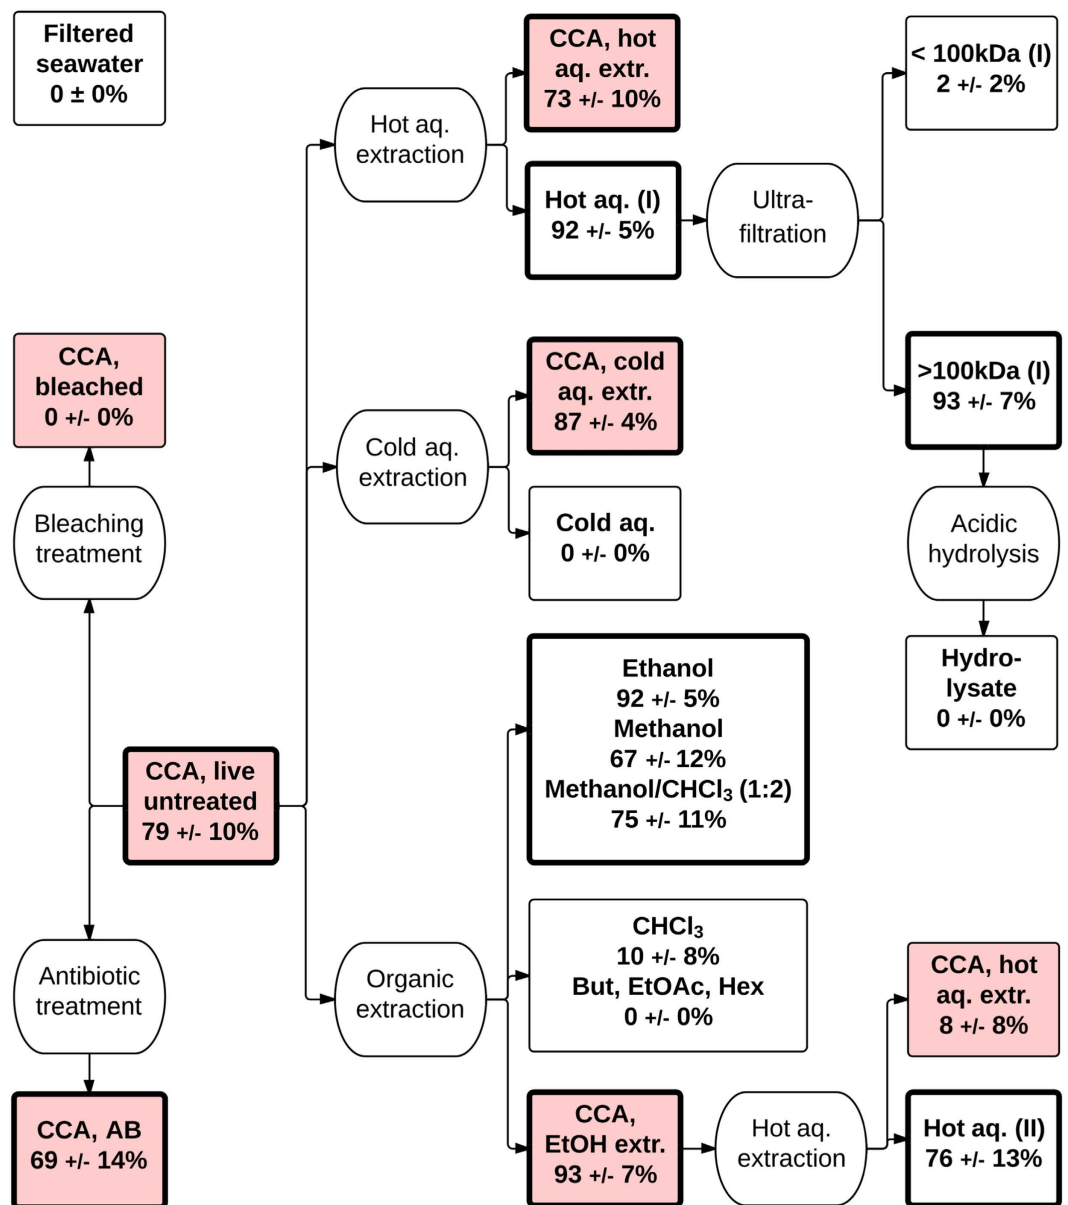 Filtered
seawater
0 ± 0%
CCA, hot
aq. extr.
73 +/- 10%
< 100kDa (I)
2 +/- 2%
Hot aq.
extraction
Hot aq. (I)
92 +/- 5%
Ultra-
filtration
CCA,
bleached
0 +/- 0%
CCA, cold
aq. extr.
87 +/- 4%
>100kDa (I)
93 +/- 7%
Cold aq.
extraction
Bleaching
treatment
Cold aq.
0 +/- 0%
Acidic
hydrolysis
Ethanol
92 +/- 5%
Methanol
67 +/- 12%
Methanol/CHCl₃ (1:2)
75 +/- 11%
Hydro-
lysate
0 +/- 0%
CCA, live
untreated
79 +/- 10%
CHCl₃
10 +/- 8%
But, EtOAc, Hex
0 +/- 0%
Antibiotic
treatment
Organic
extraction
CCA, hot
aq. extr.
8 +/- 8%
CCA, AB
69 +/- 14%
CCA,
EtOH extr.
93 +/- 7%
Hot aq.
extraction
Hot aq. (II)
76 +/- 13%